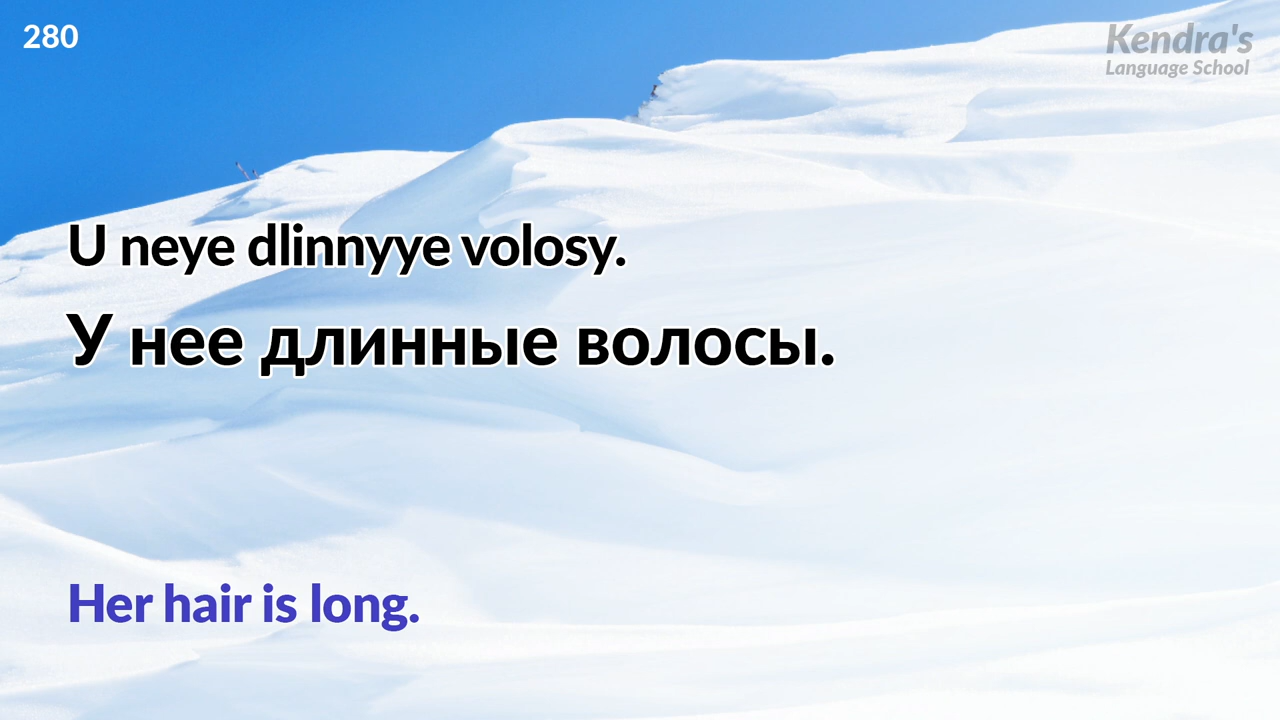 280
Kendra's
Language School
U neye dlinnyye volosy.
У нее длинные волосы.
Her hair is long.